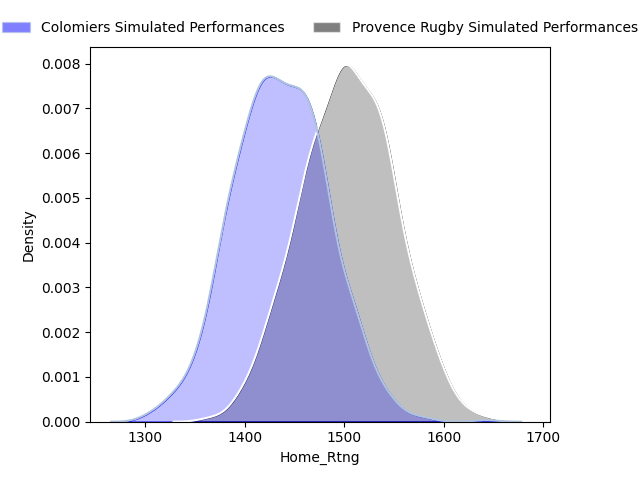 Colomiers Simulated Performances Provence Rugby Simulated Performances
0.008
0.007
0.006
0.005
0.004
0.003
0.002
0.001
0.000
Density
1300 1400 1500 1600 1700
Home_Rtng